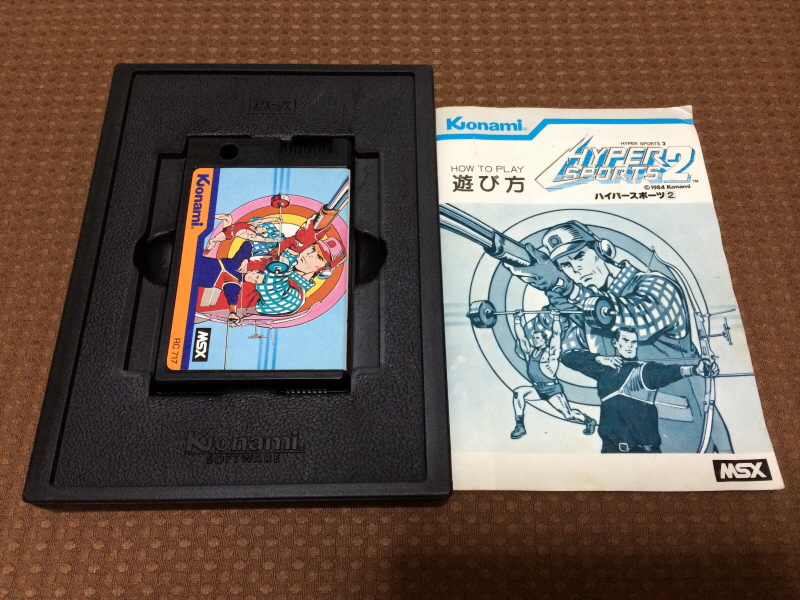 MSX
Konami
MSX
RC 717
Konami
SOFTWARE
Konami®
HOW TO PLAY
遊び方
HYPER SPORTS 2
HYPER
SPORTS 2™
©1984 Konami
ハイパースポーツ2
MSX